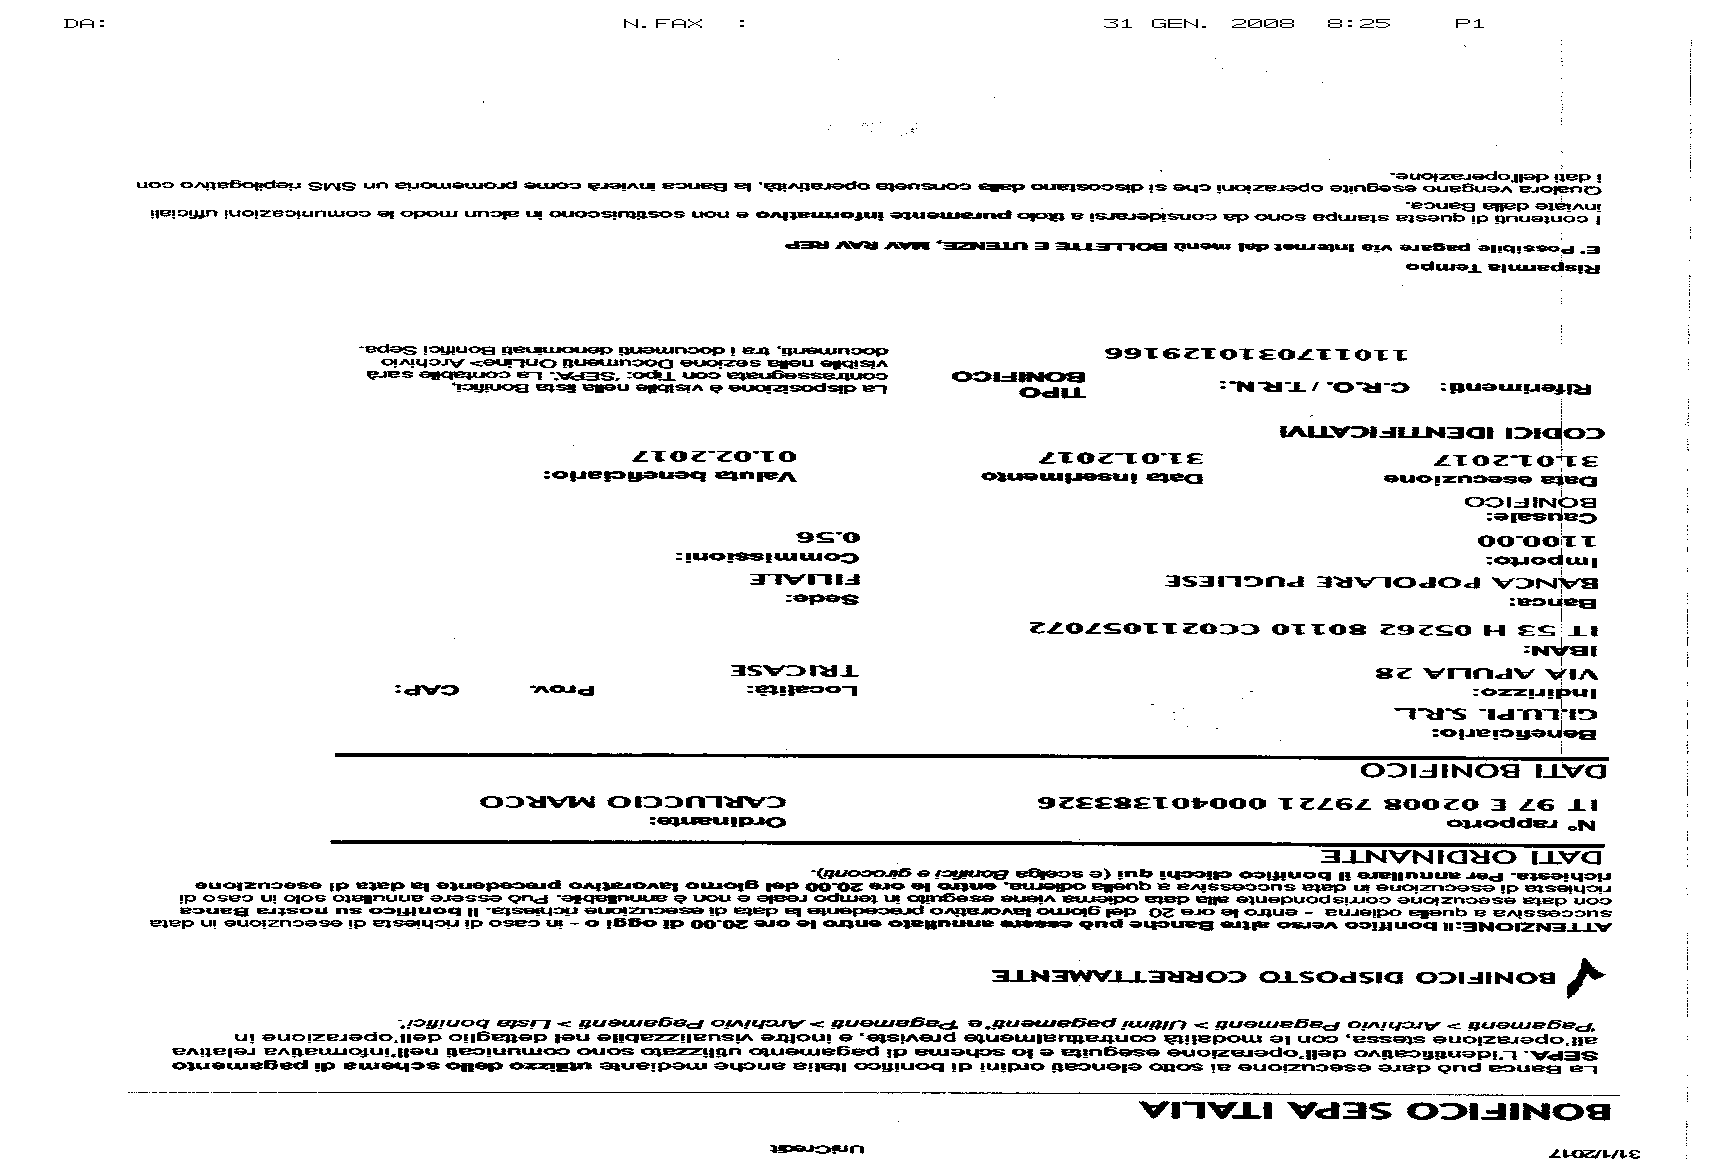 DA: N.FAX : 31 GEN. 2008 8:25 P1
31/1/2017 UniCredit
BONIFICO SEPA ITALIA
La Banca può dare esecuzione ai sotto elencati ordini di bonifico Italia anche mediante utilizzo dello schema di pagamento
SEPA. L'identificativo dell'operazione eseguita e lo schema di pagamento utilizzato sono comunicati nell'informativa relativa
all'operazione stessa, con le modalità contrattualmente previste, e inoltre visualizzabile nel dettaglio dell'operazione in
"Pagamenti > Archivio Pagamenti > Ultimi pagamenti" e "Pagamenti > Archivio Pagamenti > Lista bonifici".
BONIFICO DISPOSTO CORRETTAMENTE
ATTENZIONE:Il bonifico verso altre Banche può essere annullato entro le ore 20.00 di oggi o - in caso di richiesta di esecuzione in data
successiva a quella odierna - entro le ore 20 del giorno lavorativo precedente la data di esecuzione richiesta. Il bonifico su nostra Banca
con data esecuzione corrispondente alla data odierna viene eseguito in tempo reale e non è annullabile. Può essere annullato solo in caso di
richiesta di esecuzione in data successiva a quella odierna, entro le ore 20.00 del giorno lavorativo precedente la data di esecuzione
richiesta. Per annullare il bonifico clicchi qui (e scelga Bonifici e giroconti).
DATI ORDINANTE
N° rapporto Ordinante:
IT 97 E 02008 79721 000401383326 CARLUCCIO MARCO
DATI BONIFICO
Beneficiario:
GI.LU.PI. S.R.L.
Indirizzo: Località: Prov. CAP:
VIA APULIA 28 TRICASE
IBAN:
IT 53 H 05262 80110 CC0211057072
Banca: Sede:
BANCA POPOLARE PUGLIESE FILIALE
Importo: Commissioni:
1100.00 0.56
Causale:
BONIFICO
Data esecuzione Data inserimento Valuta beneficiario:
31.01.2017 31.01.2017 01.02.2017
CODICI IDENTIFICATIVI
Riferimenti: C.R.O. / T.R.N.: TIPO BONIFICO
1101170310129166
La disposizione è visibile nella lista Bonifici,
contrassegnata con Tipo: "SEPA". La contabile sarà
visibile nella sezione Documenti OnLine> Archivio
documenti, tra i documenti denominati Bonifici Sepa.
Risparmia Tempo
E' Possibile pagare via Internet dal menù BOLLETTE E UTENZE, MAV RAV REP
I contenuti di questa stampa sono da considerarsi a titolo puramente informativo e non sostituiscono in alcun modo le comunicazioni ufficiali
inviate dalla Banca.
Qualora vengano eseguite operazioni che si discostano dalla consueta operatività, la Banca invierà come promemoria un SMS riepilogativo con
i dati dell'operazione.